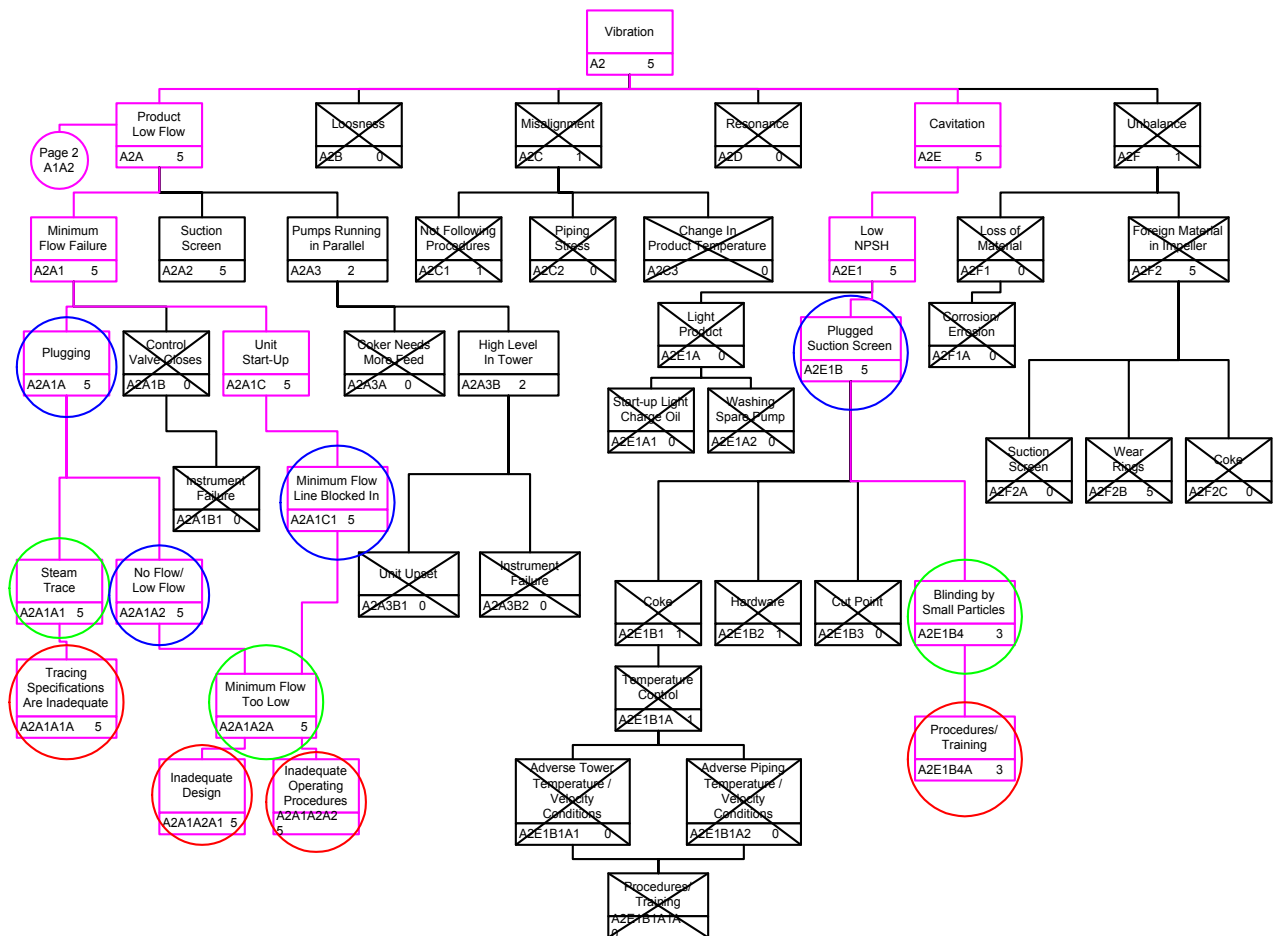 Vibration
A2 5
Product
Low Flow
A2A 5
Page 2
A1A2
Loosness
A2B 0
Misalignment
A2C 1
Resonance
A2D 0
Cavitation
A2E 5
Unbalance
A2F 1
Minimum
Flow Failure
A2A1 5
Suction
Screen
A2A2 5
Pumps Running
in Parallel
A2A3 2
Not Following
Procedures
A2C1 1
Piping
Stress
A2C2 0
Change In
Product Temperature
A2C3 0
Low
NPSH
A2E1 5
Loss of
Material
A2F1 0
Foreign Material
in Impeller
A2F2 5
Plugging
A2A1A 5
Control
Valve Closes
A2A1B 0
Unit
Start-Up
A2A1C 5
Coker Needs
More Feed
A2A3A 0
High Level
In Tower
A2A3B 2
Light
Product
A2E1A 0
Plugged
Suction Screen
A2E1B 5
Corrosion/
Errosion
A2F1A 0
Start-up Light
Charge Oil
A2E1A1 0
Washing
Spare Pump
A2E1A2 0
Instrument
Failure
A2A1B1 0
Minimum Flow
Line Blocked In
A2A1C1 5
Suction
Screen
A2F2A 0
Wear
Rings
A2F2B 5
Coke
A2F2C 0
Steam
Trace
A2A1A1 5
No Flow/
Low Flow
A2A1A2 5
Unit Upset
A2A3B1 0
Instrument
Failure
A2A3B2 0
Coke
A2E1B1 1
Hardware
A2E1B2 1
Cut Point
A2E1B3 0
Blinding by
Small Particles
A2E1B4 3
Tracing
Specifications
Are Inadequate
A2A1A1A 5
Minimum Flow
Too Low
A2A1A2A 5
Temperature
Control
A2E1B1A 1
Procedures/
Training
A2E1B4A 3
Inadequate
Design
A2A1A2A1 5
Inadequate
Operating
Procedures
A2A1A2A2
5
Adverse Tower
Temperature /
Velocity
Conditions
A2E1B1A1 0
Adverse Piping
Temperature /
Velocity
Conditions
A2E1B1A2 0
Procedures/
Training
A2E1B1A1A
0